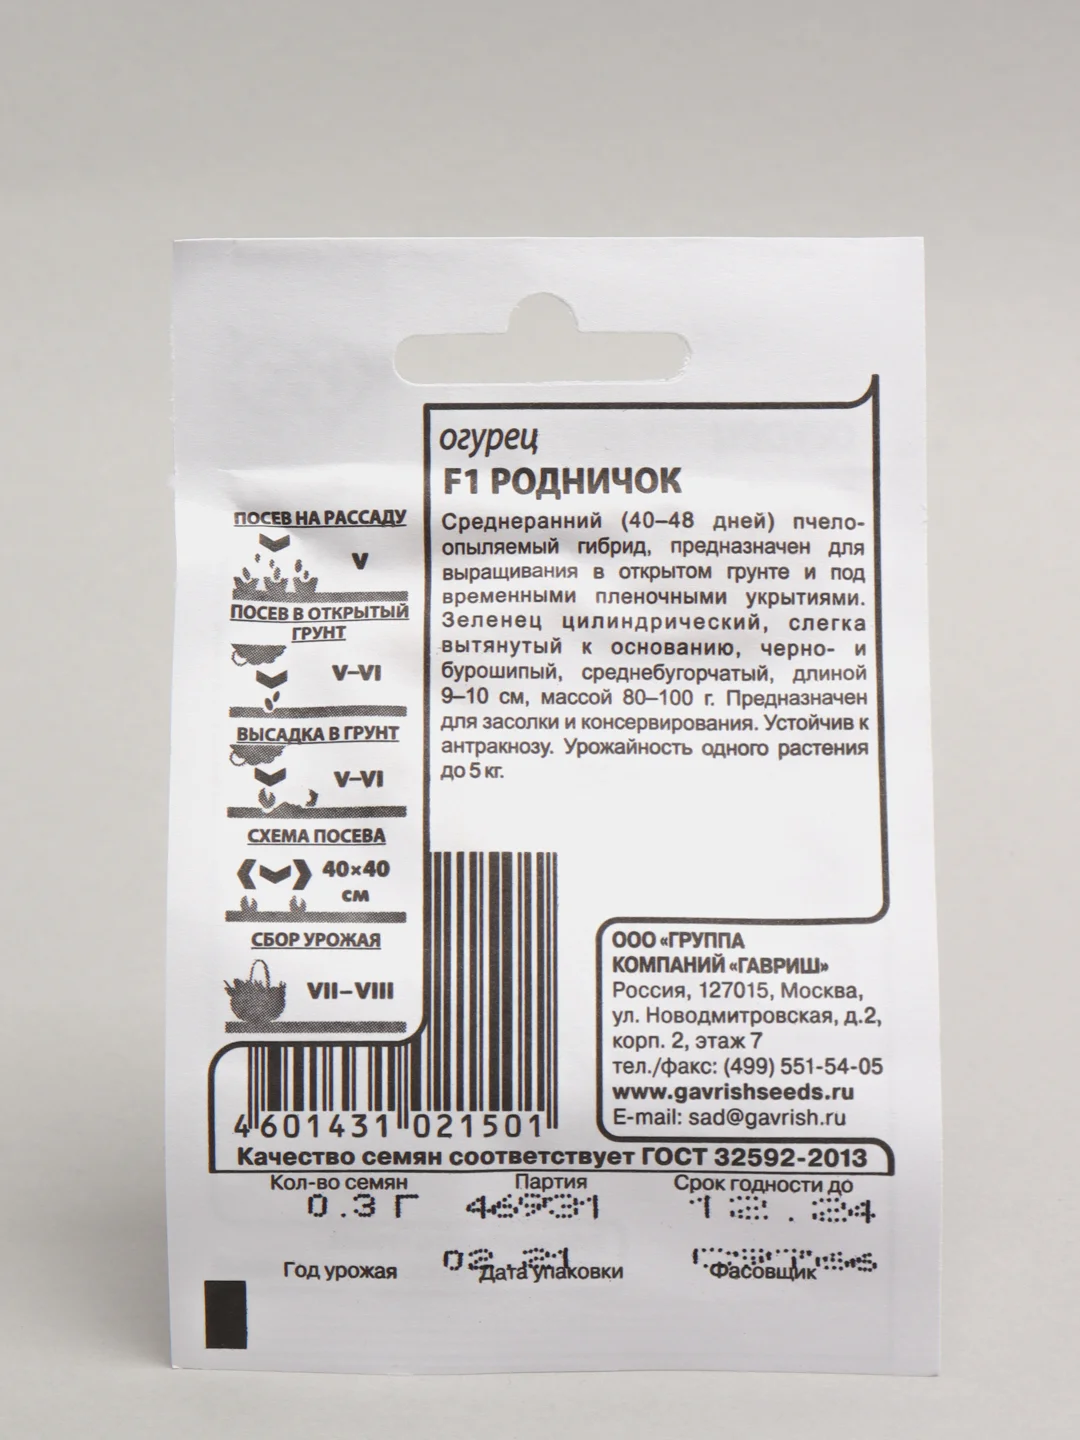 огурец
F1 РОДНИЧОК
Среднеранний (40–48 дней) пчело-
опыляемый гибрид, предназначен для
выращивания в открытом грунте и под
временными пленочными укрытиями.
Зеленец цилиндрический, слегка
вытянутый к основанию, черно- и
бурошипый, среднебугорчатый, длиной
9–10 см, массой 80–100 г. Предназначен
для засолки и консервирования. Устойчив к
антракнозу. Урожайность одного растения
до 5 кг.
ПОСЕВ НА РАССАДУ
V
ПОСЕВ В ОТКРЫТЫЙ
ГРУНТ
V–VI
ВЫСАДКА В ГРУНТ
V–VI
СХЕМА ПОСЕВА
40×40
см
СБОР УРОЖАЯ
VII–VIII
ООО «ГРУППА
КОМПАНИЙ «ГАВРИШ»
Россия, 127015, Москва,
ул. Новодмитровская, д.2,
корп. 2, этаж 7
тел./факс: (499) 551-54-05
www.gavrishseeds.ru
E-mail: sad@gavrish.ru
4 601431 021501
Качество семян соответствует ГОСТ 32592-2013
Кол-во семян Партия Срок годности до
0.3 Г 12.24
02.21
Год урожая Дата упаковки Фасовщик